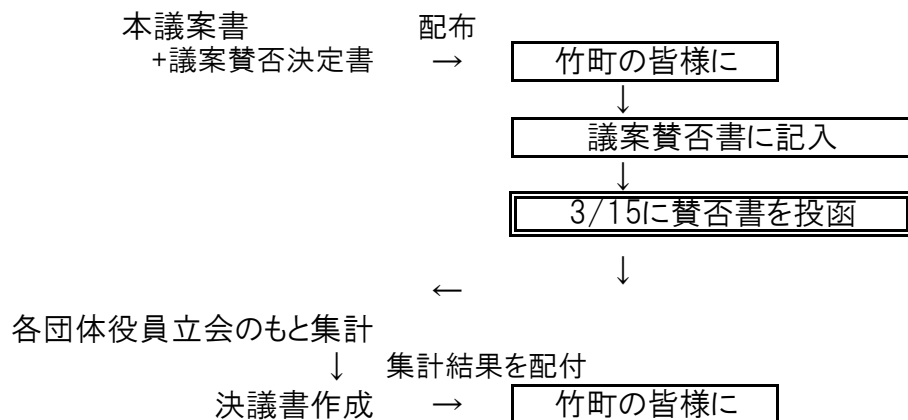 本議案書 配布
+議案賛否決定書 → 竹町の皆様に
↓
議案賛否書に記入
↓
3/15に賛否書を投函
↓
←
各団体役員立会のもと集計
↓ 集計結果を配付
決議書作成 → 竹町の皆様に